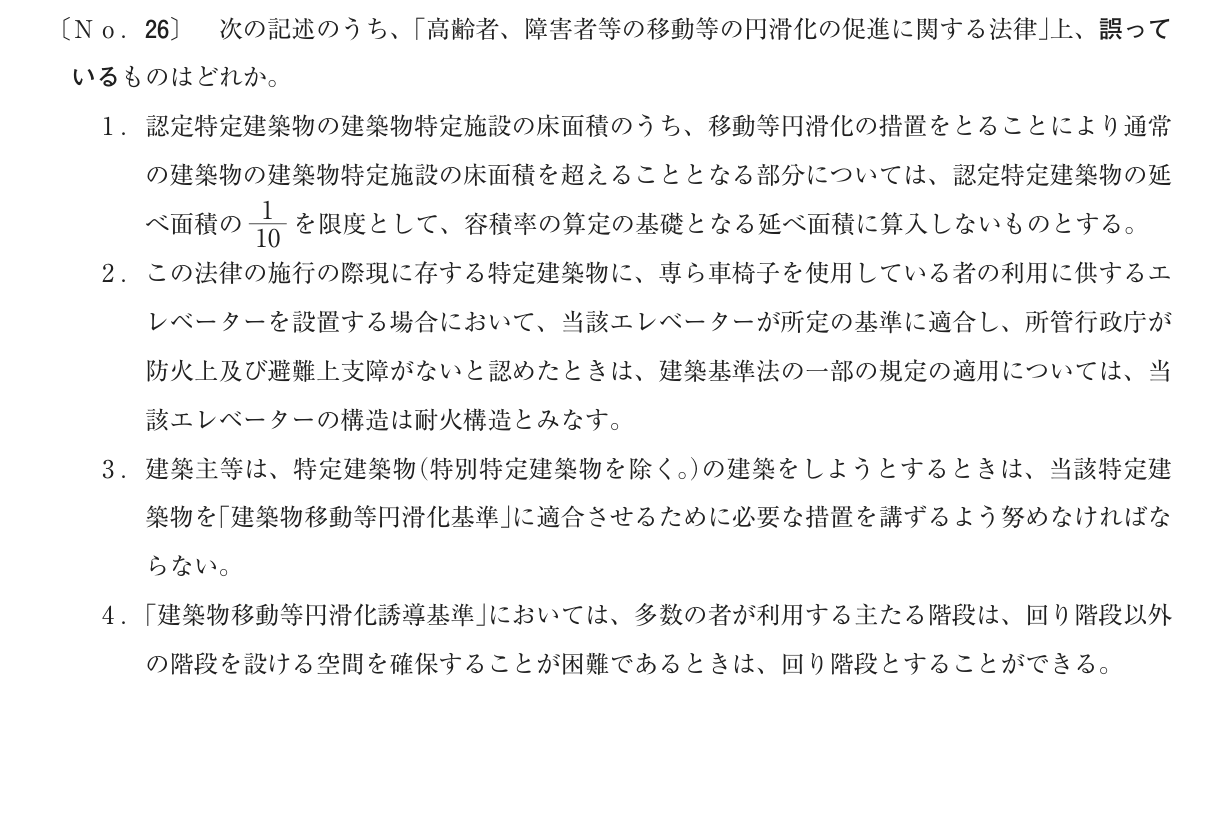 〔Ｎｏ．26〕　次の記述のうち、「高齢者、障害者等の移動等の円滑化の促進に関する法律」上、誤って
いるものはどれか。
１．認定特定建築物の建築物特定施設の床面積のうち、移動等円滑化の措置をとることにより通常
の建築物の建築物特定施設の床面積を超えることとなる部分については、認定特定建築物の延
べ面積の1/10を限度として、容積率の算定の基礎となる延べ面積に算入しないものとする。
２．この法律の施行の際現に存する特定建築物に、専ら車椅子を使用している者の利用に供するエ
レベーターを設置する場合において、当該エレベーターが所定の基準に適合し、所管行政庁が
防火上及び避難上支障がないと認めたときは、建築基準法の一部の規定の適用については、当
該エレベーターの構造は耐火構造とみなす。
３．建築主等は、特定建築物(特別特定建築物を除く。)の建築をしようとするときは、当該特定建
築物を「建築物移動等円滑化基準」に適合させるために必要な措置を講ずるよう努めなければな
らない。
４．「建築物移動等円滑化誘導基準」においては、多数の者が利用する主たる階段は、回り階段以外
の階段を設ける空間を確保することが困難であるときは、回り階段とすることができる。